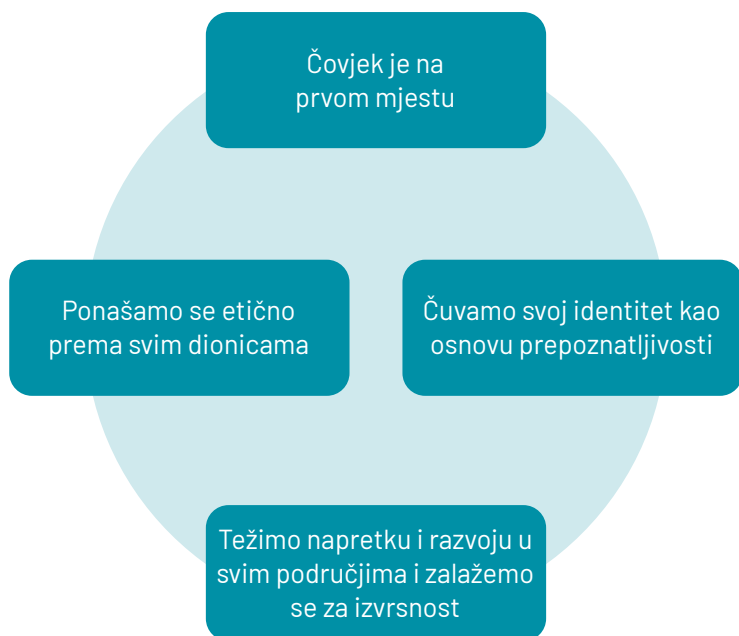 Čovjek je na
prvom mjestu
Ponašamo se etično
prema svim dionicama
Čuvamo svoj identitet kao
osnovu prepoznatljivosti
Težimo napretku i razvoju u
svim područjima i zalažemo
se za izvrsnost